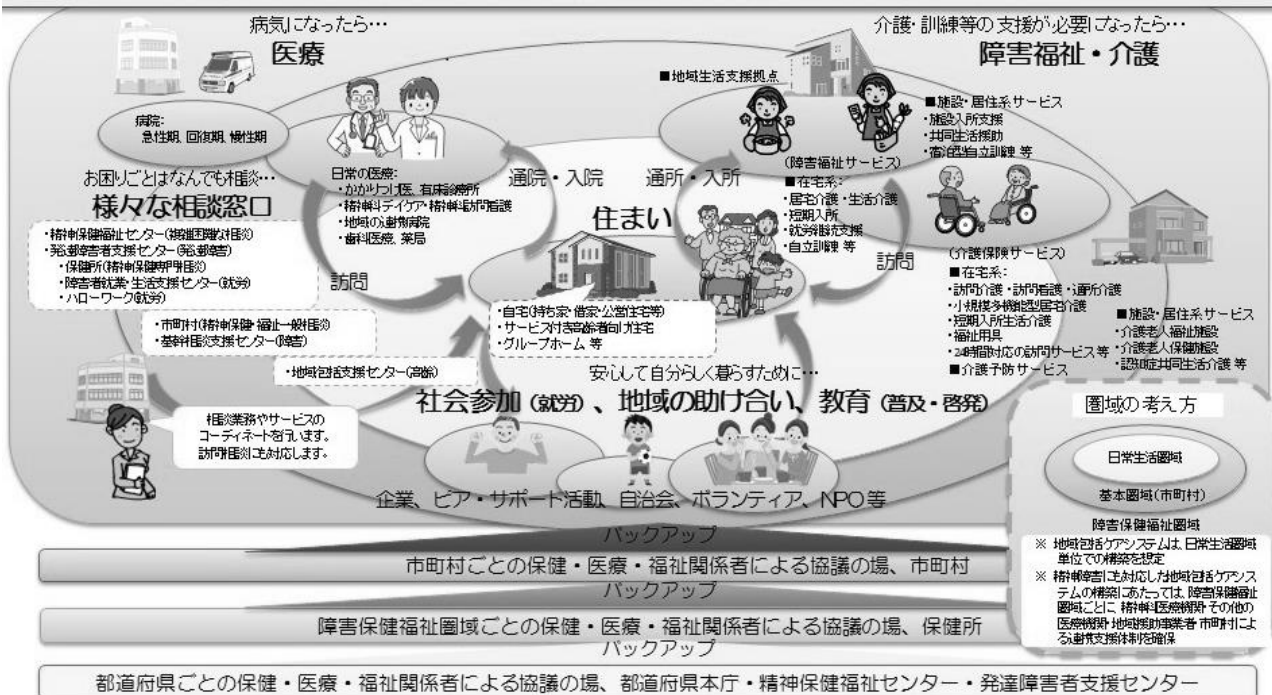 病気になったら…
医療
介護・訓練等の支援が必要になったら…
障害福祉・介護
病院：
急性期、回復期、慢性期
日常の医療：
・かかりつけ医、有床診療所
・精神科デイケア・精神科訪問看護
・地域の連携病院
・歯科医療、薬局
■地域生活支援拠点
■施設・居住系サービス
・施設入所支援
・共同生活援助
・宿泊型自立訓練 等
(障害福祉サービス)
■在宅系：
・居宅介護・生活介護
・短期入所
・就労継続支援
・自立訓練 等
お困りごとはなんでも相談…
様々な相談窓口
・精神保健福祉センター(複雑困難な相談)
・発達障害者支援センター(発達障害)
・保健所(精神保健専門相談)
・障害者就業・生活支援センター(就労)
・ハローワーク(就労)
・市町村(精神保健・福祉一般相談)
・基幹相談支援センター(障害)
・地域包括支援センター(高齢)
通院・入院
通所・入所
住まい
訪問
訪問
・自宅(持ち家・借家・公営住宅等)
・サービス付き高齢者向け住宅
・グループホーム 等
(介護保険サービス)
■在宅系：
・訪問介護・訪問看護・通所介護
・小規模多機能型居宅介護
・短期入所生活介護
・福祉用具
・24時間対応の訪問サービス 等
■介護予防サービス
■施設・居住系サービス
・介護老人福祉施設
・介護老人保健施設
・認知症共同生活介護 等
相談業務やサービスの
コーディネートを行います。
訪問相談にも対応します。
安心して自分らしく暮らすために…
社会参加(就労)、地域の助け合い、教育(普及・啓発)
企業、ピア・サポート活動、自治会、ボランティア、NPO 等
圏域の考え方
日常生活圏域
基本圏域(市町村)
障害保健福祉圏域
※ 地域包括ケアシステムは、日常生活圏域
単位での構築を想定
※ 精神障害にも対応した地域包括ケアシス
テムの構築にあたっては、障害保健福祉
圏域ごとに、精神科医療機関・その他の
医療機関・地域援助事業者・市町村によ
る連携支援体制を確保
バックアップ
市町村ごとの保健・医療・福祉関係者による協議の場、市町村
バックアップ
障害保健福祉圏域ごとの保健・医療・福祉関係者による協議の場、保健所
バックアップ
都道府県ごとの保健・医療・福祉関係者による協議の場、都道府県本庁・精神保健福祉センター・発達障害者支援センター